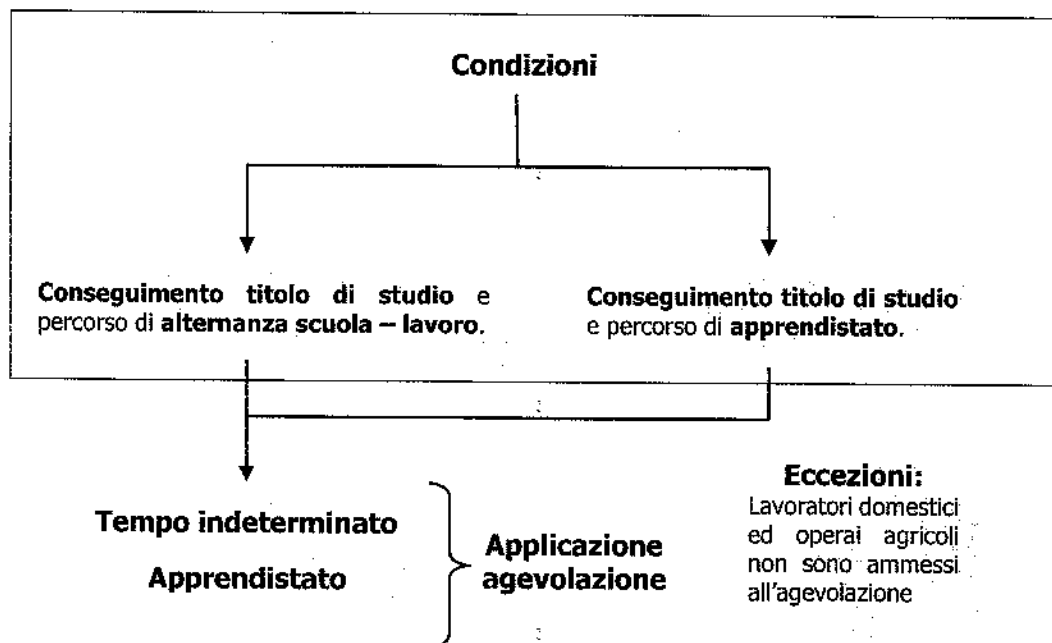 Condizioni
Conseguimento titolo di studio e
percorso di alternanza scuola – lavoro.
Conseguimento titolo di studio
e percorso di apprendistato.
Tempo indeterminato
Apprendistato
Applicazione
agevolazione
Eccezioni:
Lavoratori domestici
ed operai agricoli
non sono ammessi
all'agevolazione